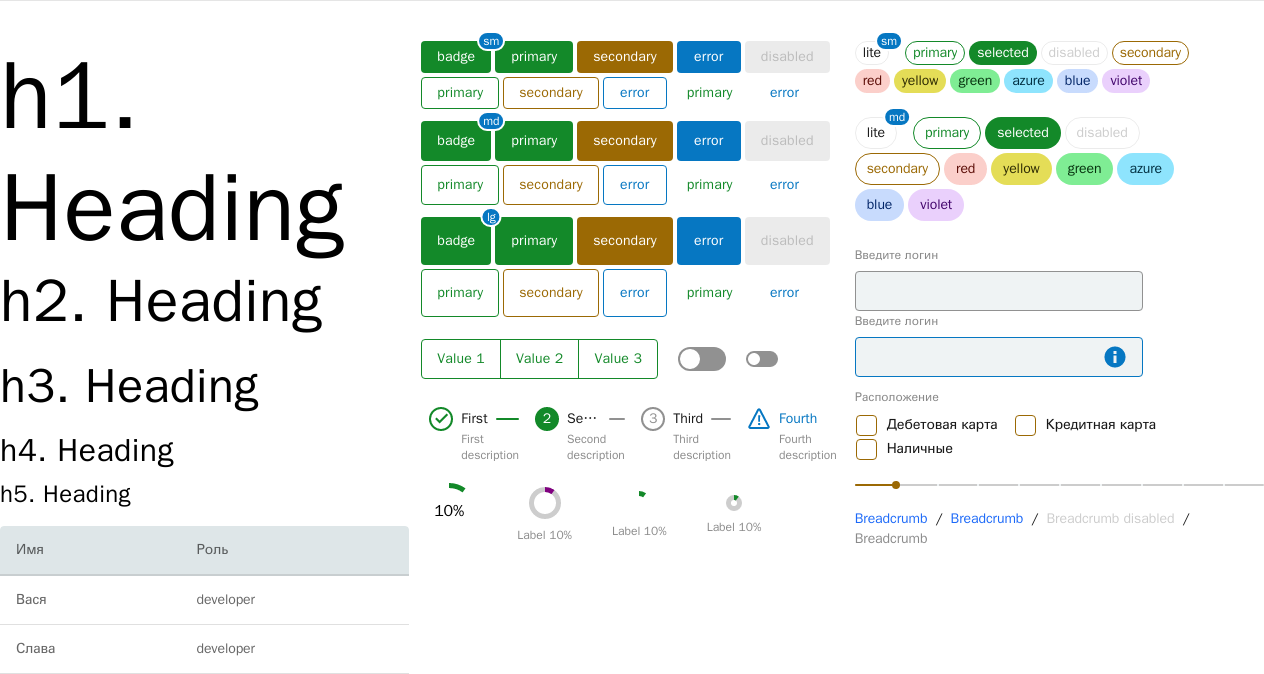 h1.
Heading
h2. Heading
h3. Heading
h4. Heading
h5. Heading
Имя Роль
Вася developer
Слава developer
sm
badge primary secondary error disabled
primary secondary error primary error
md
badge primary secondary error disabled
primary secondary error primary error
lg
badge primary secondary error disabled
primary secondary error primary error
Value 1 Value 2 Value 3
First 2 Se··· 3 Third Fourth
First Second Third Fourth
description description description description
10%
Label 10% Label 10% Label 10%
sm
lite primary selected disabled secondary
red yellow green azure blue violet
md
lite primary selected disabled
secondary red yellow green azure
blue violet
Введите логин
Введите логин
Расположение
Дебетовая карта Кредитная карта
Наличные
Breadcrumb / Breadcrumb / Breadcrumb disabled /
Breadcrumb